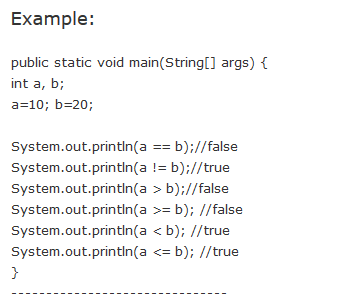 Example:
public static void main(String[] args) {
int a, b;
a=10; b=20;
System.out.println(a == b);//false
System.out.println(a != b);//true
System.out.println(a > b);//false
System.out.println(a >= b); //false
System.out.println(a < b); //true
System.out.println(a <= b); //true
}
-------------------------------